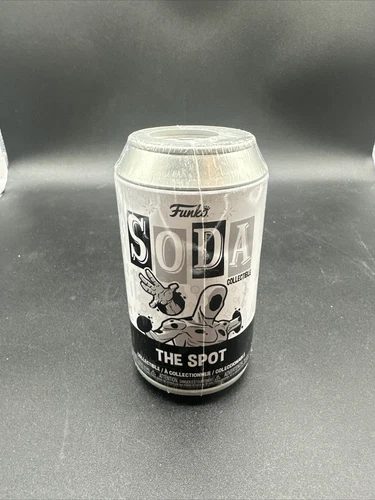 Funko
SODA
COLLECTIBLE
THE SPOT
COLLECTIBLE / À COLLECTIONNER / COLECCIONABLE